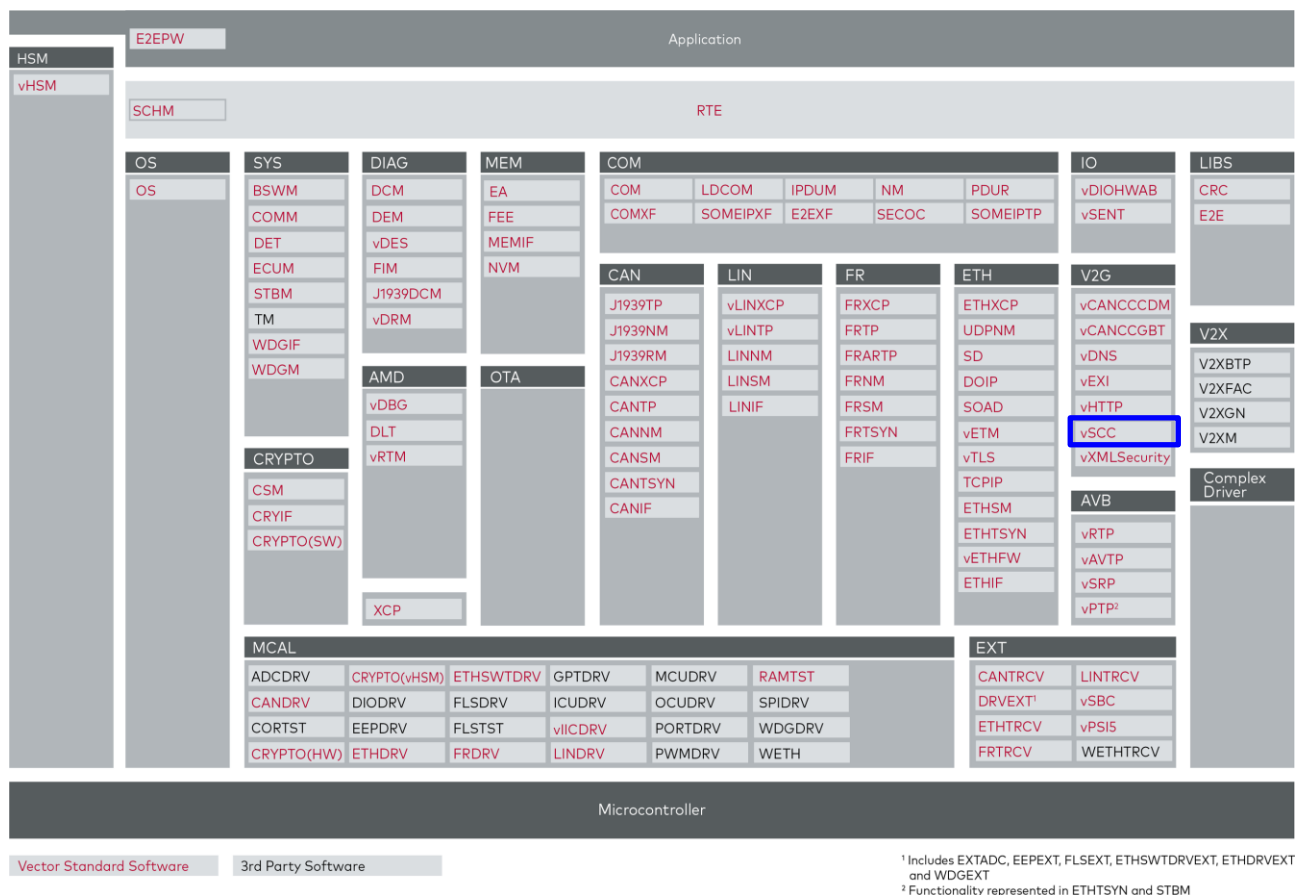 E2EPW
Application
HSM
vHSM
SCHM
RTE
OS
OS
SYS
BSWM
COMM
DET
ECUM
STBM
TM
WDGIF
WDGM
CRYPTO
CSM
CRYIF
CRYPTO(SW)
DIAG
DCM
DEM
vDES
FIM
J1939DCM
vDRM
AMD
vDBG
DLT
vRTM
XCP
MEM
EA
FEE
MEMIF
NVM
OTA
COM
COM LDCOM IPDUM NM PDUR
COMXF SOMEIPXF E2EXF SECOC SOMEIPTP
CAN
J1939TP
J1939NM
J1939RM
CANXCP
CANTP
CANNM
CANSM
CANTSYN
CANIF
LIN
vLINXCP
vLINTP
LINNM
LINSM
LINIF
FR
FRXCP
FRTP
FRARTP
FRNM
FRSM
FRTSYN
FRIF
ETH
ETHXCP
UDPNM
SD
DOIP
SOAD
vETM
vTLS
TCPIP
ETHSM
ETHTSYN
vETHFW
ETHIF
IO
vDIOHWAB
vSENT
V2G
vCANCCCDM
vCANCCGBT
vDNS
vEXI
vHTTP
vSCC
vXMLSecurity
AVB
vRTP
vAVTP
vSRP
vPTP²
LIBS
CRC
E2E
V2X
V2XBTP
V2XFAC
V2XGN
V2XM
Complex
Driver
MCAL
ADCDRV CRYPTO(vHSM) ETHSWTDRV GPTDRV MCUDRV RAMTST
CANDRV DIODRV FLSDRV ICUDRV OCUDRV SPIDRV
CORTST EEPDRV FLSTST vIICDRV PORTDRV WDGDRV
CRYPTO(HW) ETHDRV FRDRV LINDRV PWMDRV WETH
EXT
CANTRCV LINTRCV
DRVEXT¹ vSBC
ETHTRCV vPSI5
FRTRCV WETHTRCV
Microcontroller
Vector Standard Software
3rd Party Software
¹ Includes EXTADC, EEPEXT, FLSEXT, ETHSWTDRVEXT, ETHDRVEXT
and WDGEXT
² Functionality represented in ETHTSYN and STBM